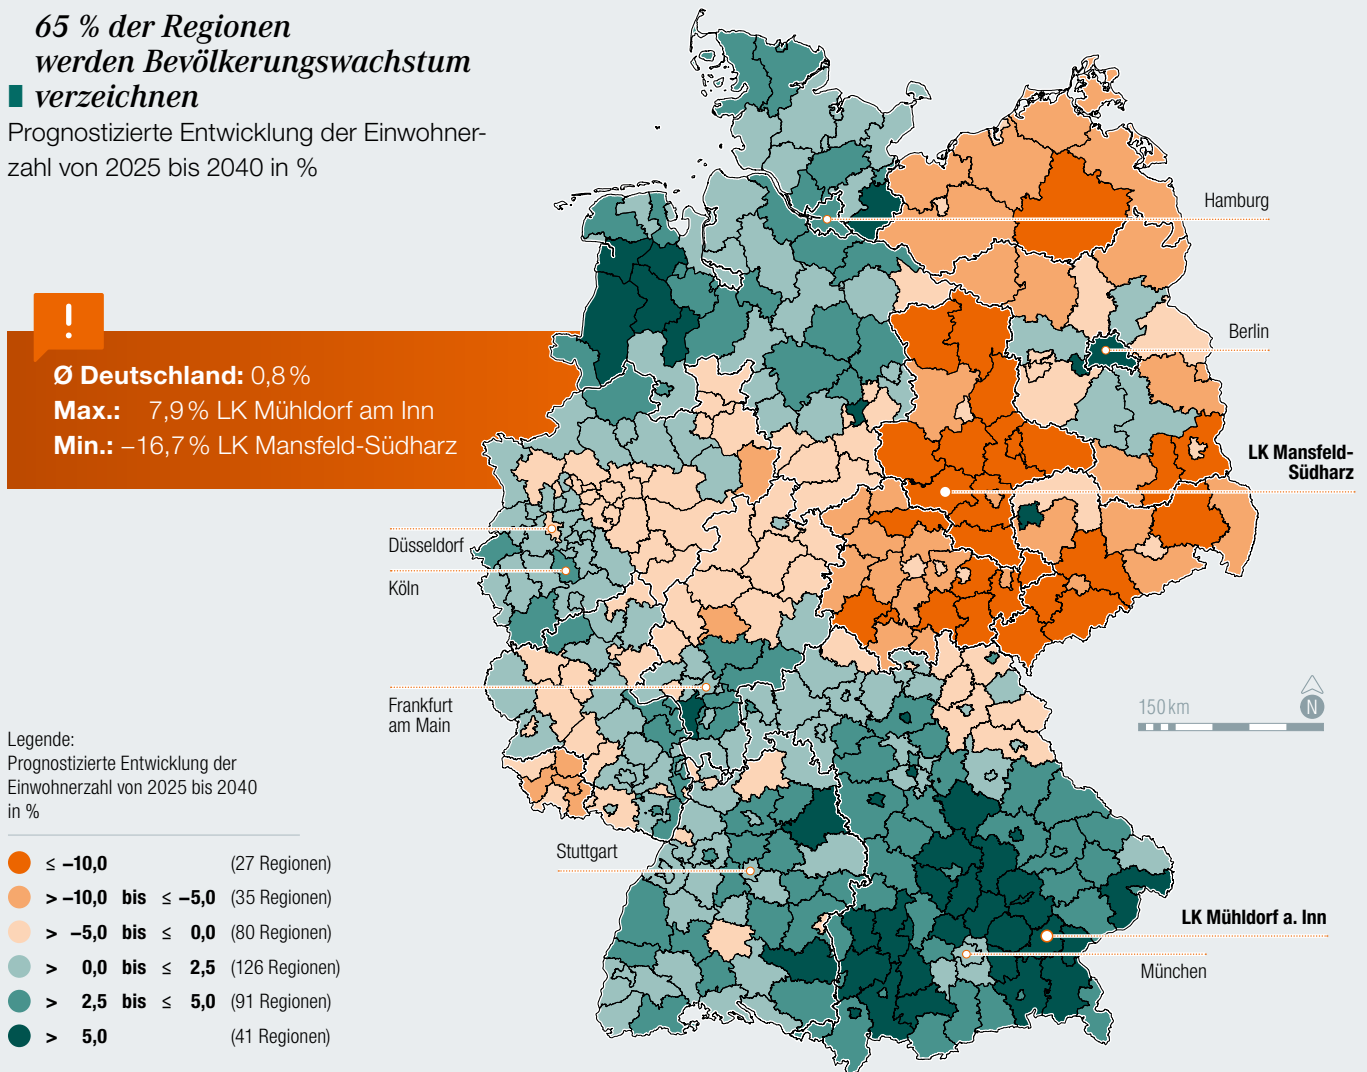 65 % der Regionen
werden Bevölkerungswachstum
verzeichnen
Prognostizierte Entwicklung der Einwohner-
zahl von 2025 bis 2040 in %
!
Ø Deutschland: 0,8 %
Max.: 7,9 % LK Mühldorf am Inn
Min.: –16,7 % LK Mansfeld-Südharz
Hamburg
Berlin
LK Mansfeld-
Südharz
Düsseldorf
Köln
Frankfurt
am Main
150 km
N
Stuttgart
LK Mühldorf a. Inn
München
Legende:
Prognostizierte Entwicklung der
Einwohnerzahl von 2025 bis 2040
in %
≤ –10,0 (27 Regionen)
> –10,0 bis ≤ –5,0 (35 Regionen)
> –5,0 bis ≤ 0,0 (80 Regionen)
> 0,0 bis ≤ 2,5 (126 Regionen)
> 2,5 bis ≤ 5,0 (91 Regionen)
> 5,0 (41 Regionen)